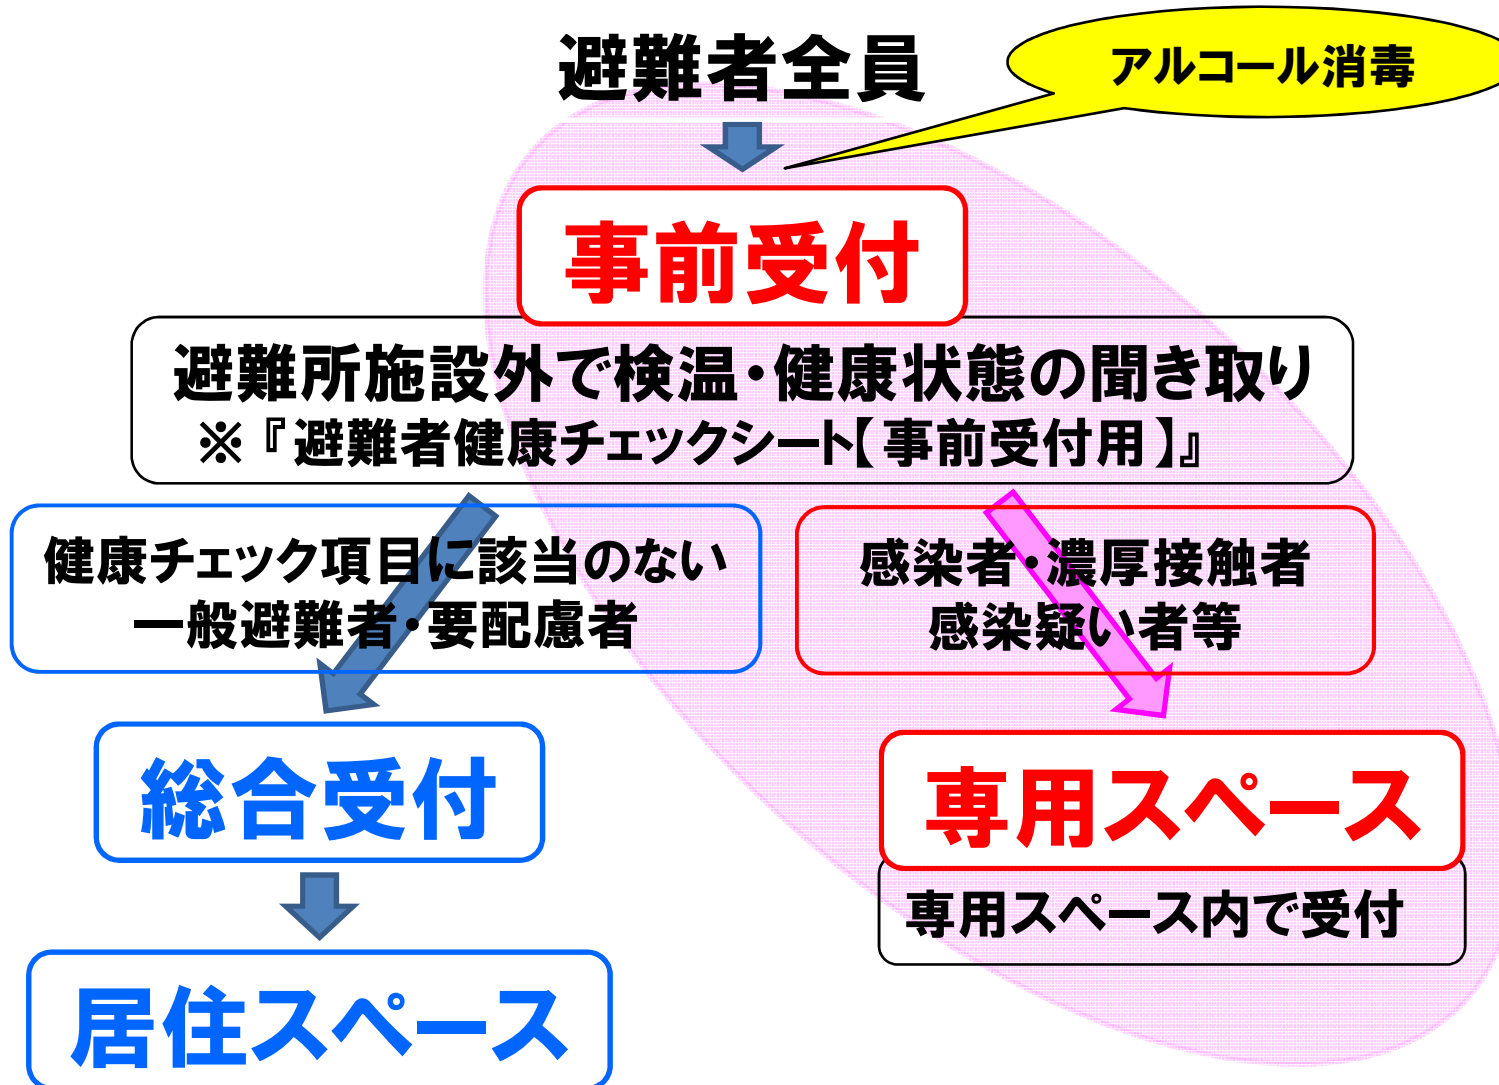 避難者全員
アルコール消毒
事前受付
避難所施設外で検温・健康状態の聞き取り
※『避難者健康チェックシート【事前受付用】』
健康チェック項目に該当のない
一般避難者・要配慮者
感染者・濃厚接触者
感染疑い者等
総合受付
専用スペース
専用スペース内で受付
居住スペース